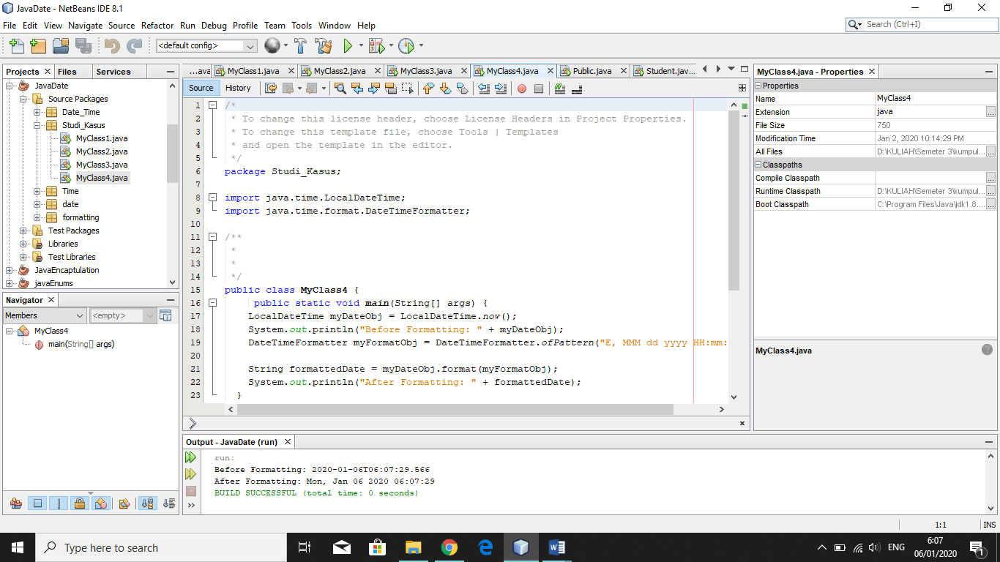 JavaDate - NetBeans IDE 8.1
File Edit View Navigate Source Refactor Run Debug Profile Team Tools Window Help
Search (Ctrl+I)
<default config>
Projects Files Services
JavaDate
Source Packages
Date_Time
Studi_Kasus
MyClass1.java
MyClass2.java
MyClass3.java
MyClass4.java
Time
date
formatting
Test Packages
Libraries
Test Libraries
JavaEncaptulation
javaEnums
Navigator
Members <empty>
MyClass4
main(String[] args)
...ava MyClass1.java MyClass2.java MyClass3.java MyClass4.java Public.java Student.jav...
Source History
1 /*
2 * To change this license header, choose License Headers in Project Properties.
3 * To change this template file, choose Tools | Templates
4 * and open the template in the editor.
5 */
6 package Studi_Kasus;
7
8 import java.time.LocalDateTime;
9 import java.time.format.DateTimeFormatter;
10
11 /**
12 *
13 *
14 */
15 public class MyClass4 {
16 public static void main(String[] args) {
17 LocalDateTime myDateObj = LocalDateTime.now();
18 System.out.println("Before Formatting: " + myDateObj);
19 DateTimeFormatter myFormatObj = DateTimeFormatter.ofPattern("E, MMM dd yyyy HH:mm:
20
21 String formattedDate = myDateObj.format(myFormatObj);
22 System.out.println("After Formatting: " + formattedDate);
23 }
Output - JavaDate (run)
run:
Before Formatting: 2020-01-06T06:07:29.566
After Formatting: Mon, Jan 06 2020 06:07:29
BUILD SUCCESSFUL (total time: 0 seconds)
MyClass4.java - Properties
Properties
Name MyClass4
Extension java ...
File Size 750
Modification Time Jan 2, 2020 10:14:29 PM
All Files D:\KULIAH\Semeter 3\kumpul... ...
Classpaths
Compile Classpath ...
Runtime Classpath D:\KULIAH\Semeter 3\kumpul... ...
Boot Classpath C:\Program Files\Java\jdk1.8.... ...
MyClass4.java
?
1:1 INS
Type here to search
ENG
6:07
06/01/2020
1